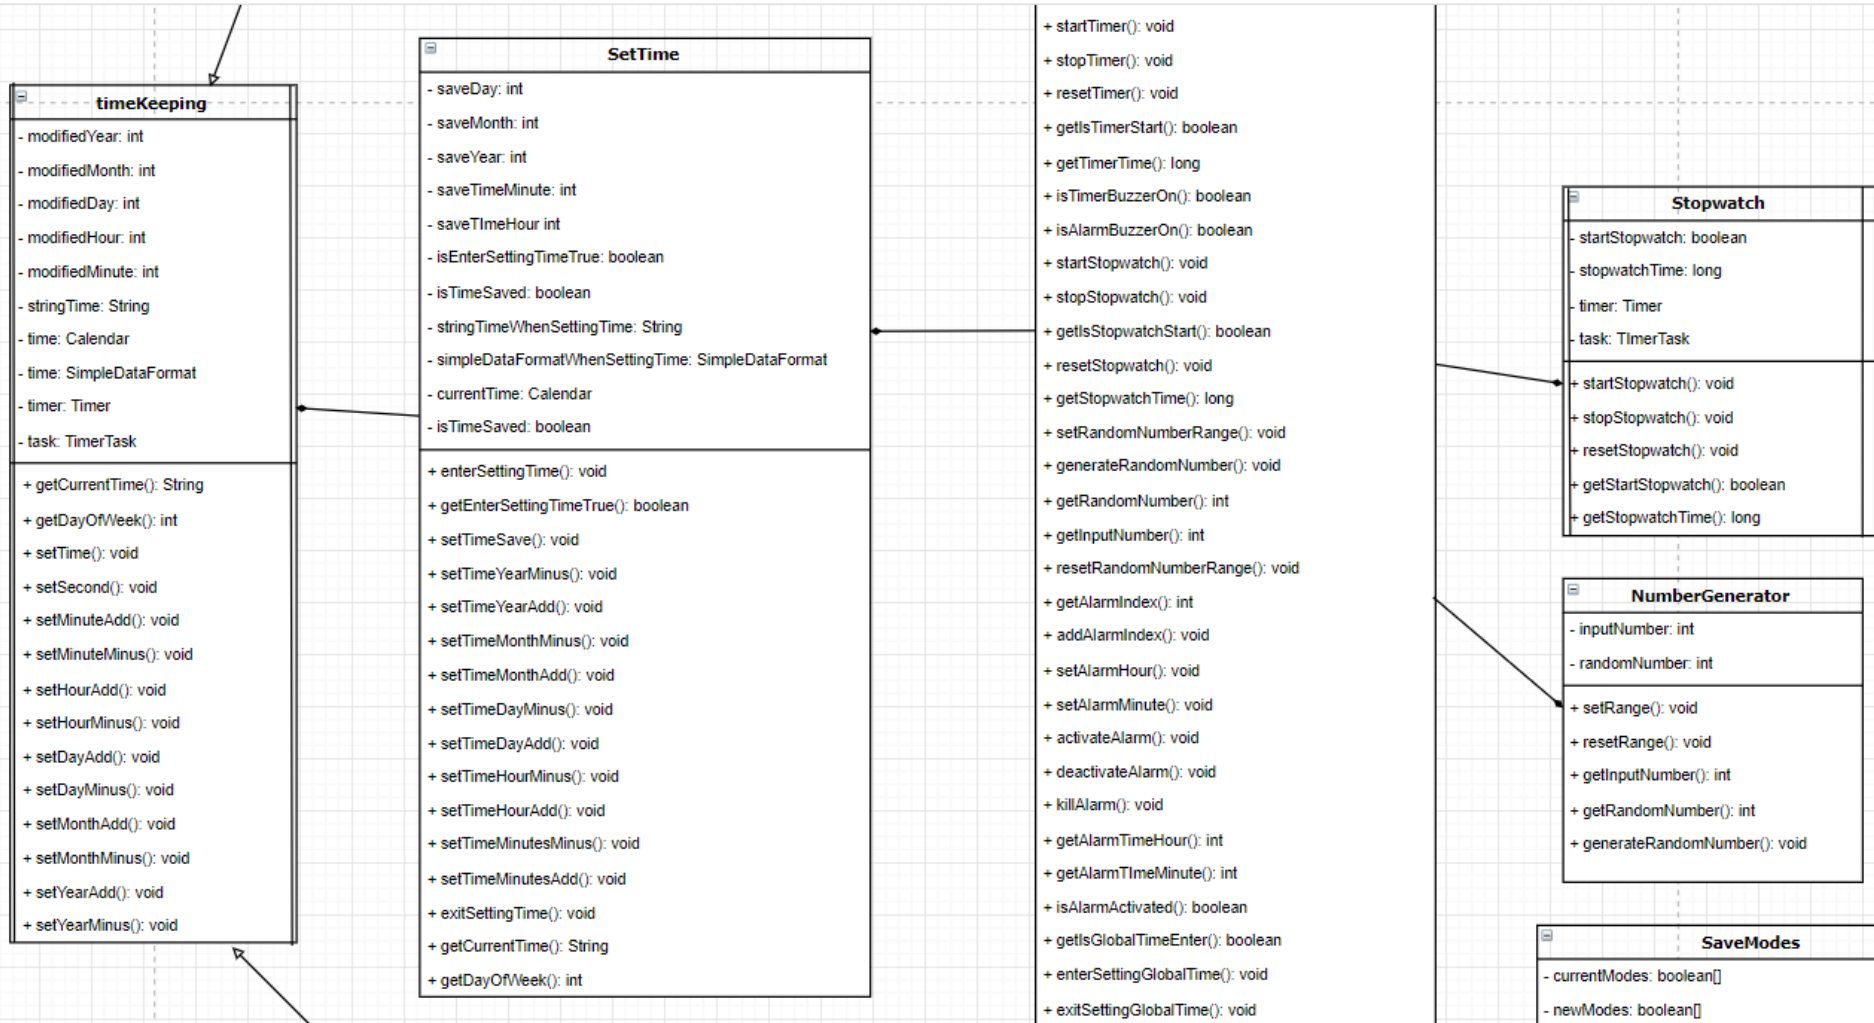 timeKeeping
- modifiedYear: int
- modifiedMonth: int
- modifiedDay: int
- modifiedHour: int
- modifiedMinute: int
- stringTime: String
- time: Calendar
- time: SimpleDataFormat
- timer: Timer
- task: TimerTask
+ getCurrentTime(): String
+ getDayOfWeek(): int
+ setTime(): void
+ setSecond(): void
+ setMinuteAdd(): void
+ setMinuteMinus(): void
+ setHourAdd(): void
+ setHourMinus(): void
+ setDayAdd(): void
+ setDayMinus(): void
+ setMonthAdd(): void
+ setMonthMinus(): void
+ setYearAdd(): void
+ setYearMinus(): void
SetTime
- saveDay: int
- saveMonth: int
- saveYear: int
- saveTimeMinute: int
- saveTImeHour int
- isEnterSettingTimeTrue: boolean
- isTimeSaved: boolean
- stringTimeWhenSettingTime: String
- simpleDataFormatWhenSettingTime: SimpleDataFormat
- currentTime: Calendar
- isTimeSaved: boolean
+ enterSettingTime(): void
+ getEnterSettingTimeTrue(): boolean
+ setTimeSave(): void
+ setTimeYearMinus(): void
+ setTimeYearAdd(): void
+ setTimeMonthMinus(): void
+ setTimeMonthAdd(): void
+ setTimeDayMinus(): void
+ setTimeDayAdd(): void
+ setTimeHourMinus(): void
+ setTimeHourAdd(): void
+ setTimeMinutesMinus(): void
+ setTimeMinutesAdd(): void
+ exitSettingTime(): void
+ getCurrentTime(): String
+ getDayOfWeek(): int
+ startTimer(): void
+ stopTimer(): void
+ resetTimer(): void
+ getIsTimerStart(): boolean
+ getTimerTime(): long
+ isTimerBuzzerOn(): boolean
+ isAlarmBuzzerOn(): boolean
+ startStopwatch(): void
+ stopStopwatch(): void
+ getIsStopwatchStart(): boolean
+ resetStopwatch(): void
+ getStopwatchTime(): long
+ setRandomNumberRange(): void
+ generateRandomNumber(): void
+ getRandomNumber(): int
+ getInputNumber(): int
+ resetRandomNumberRange(): void
+ getAlarmIndex(): int
+ addAlarmIndex(): void
+ setAlarmHour(): void
+ setAlarmMinute(): void
+ activateAlarm(): void
+ deactivateAlarm(): void
+ killAlarm(): void
+ getAlarmTimeHour(): int
+ getAlarmTImeMinute(): int
+ isAlarmActivated(): boolean
+ getIsGlobalTimeEnter(): boolean
+ enterSettingGlobalTime(): void
+ exitSettingGlobalTime(): void
Stopwatch
- startStopwatch: boolean
- stopwatchTime: long
- timer: Timer
- task: TImerTask
+ startStopwatch(): void
+ stopStopwatch(): void
+ resetStopwatch(): void
+ getStartStopwatch(): boolean
+ getStopwatchTime(): long
NumberGenerator
- inputNumber: int
- randomNumber: int
+ setRange(): void
+ resetRange(): void
+ getInputNumber(): int
+ getRandomNumber(): int
+ generateRandomNumber(): void
SaveModes
- currentModes: boolean[]
- newModes: boolean[]